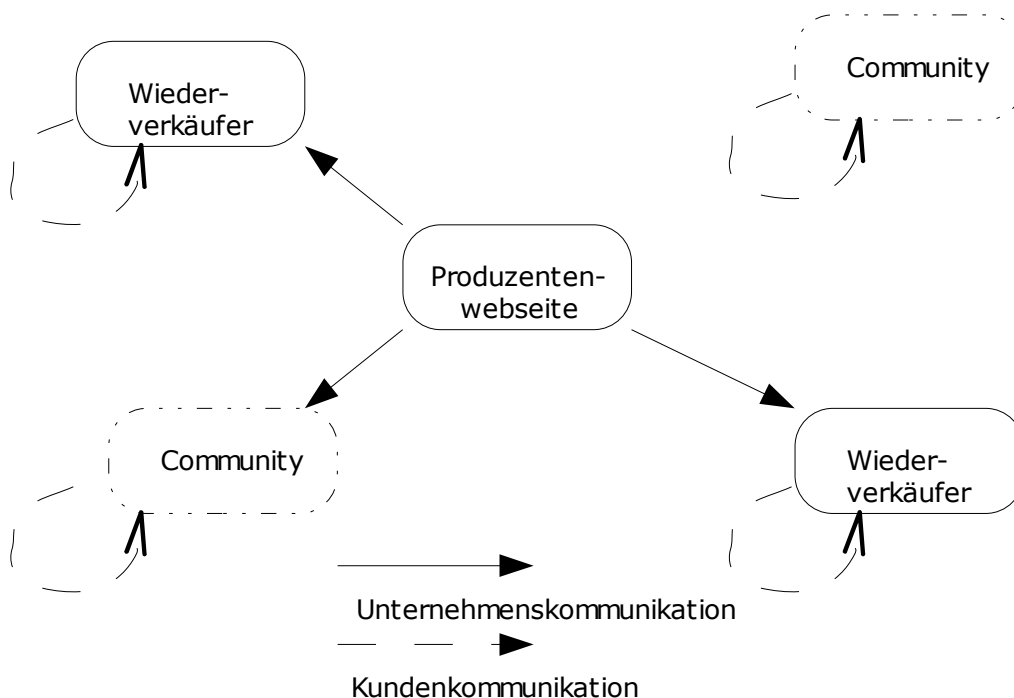 Wieder-
verkäufer
Community
Produzenten-
webseite
Community
Wieder-
verkäufer
Unternehmenskommunikation
Kundenkommunikation